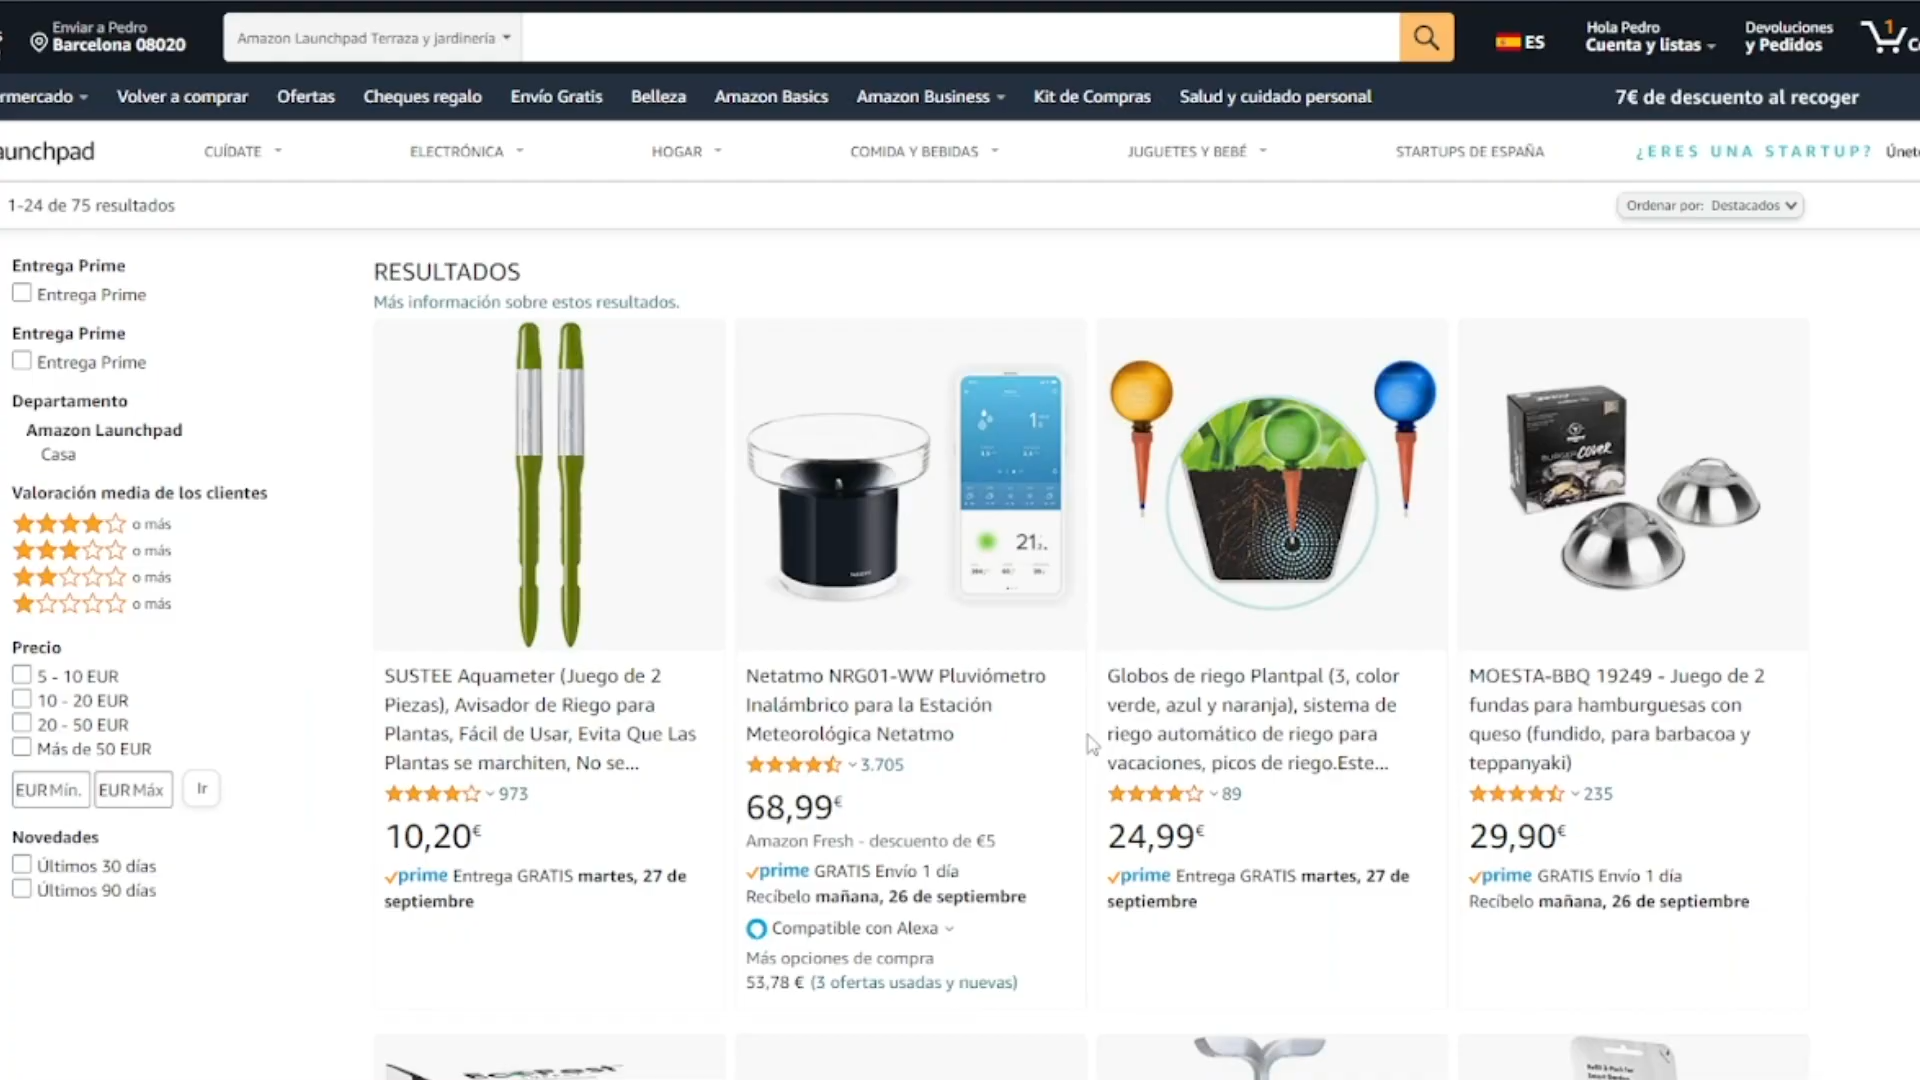 Enviar a Pedro
Barcelona 08020
Amazon Launchpad Terraza y jardinería
ES
Hola Pedro
Cuenta y listas
Devoluciones
y Pedidos
1
rmercado
Volver a comprar
Ofertas
Cheques regalo
Envío Gratis
Belleza
Amazon Basics
Amazon Business
Kit de Compras
Salud y cuidado personal
7€ de descuento al recoger
aunchpad
CUÍDATE
ELECTRÓNICA
HOGAR
COMIDA Y BEBIDAS
JUGUETES Y BEBÉ
STARTUPS DE ESPAÑA
¿ERES UNA STARTUP?
Únete
1-24 de 75 resultados
Ordenar por: Destacados
Entrega Prime
Entrega Prime
Entrega Prime
Entrega Prime
Departamento
Amazon Launchpad
Casa
Valoración media de los clientes
o más
o más
o más
o más
Precio
5 - 10 EUR
10 - 20 EUR
20 - 50 EUR
Más de 50 EUR
EUR Mín.
EUR Máx
Ir
Novedades
Últimos 30 días
Últimos 90 días
RESULTADOS
Más información sobre estos resultados.
SUSTEE Aquameter (Juego de 2
Piezas), Avisador de Riego para
Plantas, Fácil de Usar, Evita Que Las
Plantas se marchiten, No se...
973
10,20€
prime Entrega GRATIS martes, 27 de
septiembre
21
Netatmo NRG01-WW Pluviómetro
Inalámbrico para la Estación
Meteorológica Netatmo
3.705
68,99€
Amazon Fresh - descuento de €5
prime GRATIS Envío 1 día
Recíbelo mañana, 26 de septiembre
Compatible con Alexa
Más opciones de compra
53,78 € (3 ofertas usadas y nuevas)
Globos de riego Plantpal (3, color
verde, azul y naranja), sistema de
riego automático de riego para
vacaciones, picos de riego.Este...
89
24,99€
prime Entrega GRATIS martes, 27 de
septiembre
BURGER COVER
MOESTA-BBQ 19249 - Juego de 2
fundas para hamburguesas con
queso (fundido, para barbacoa y
teppanyaki)
235
29,90€
prime GRATIS Envío 1 día
Recíbelo mañana, 26 de septiembre